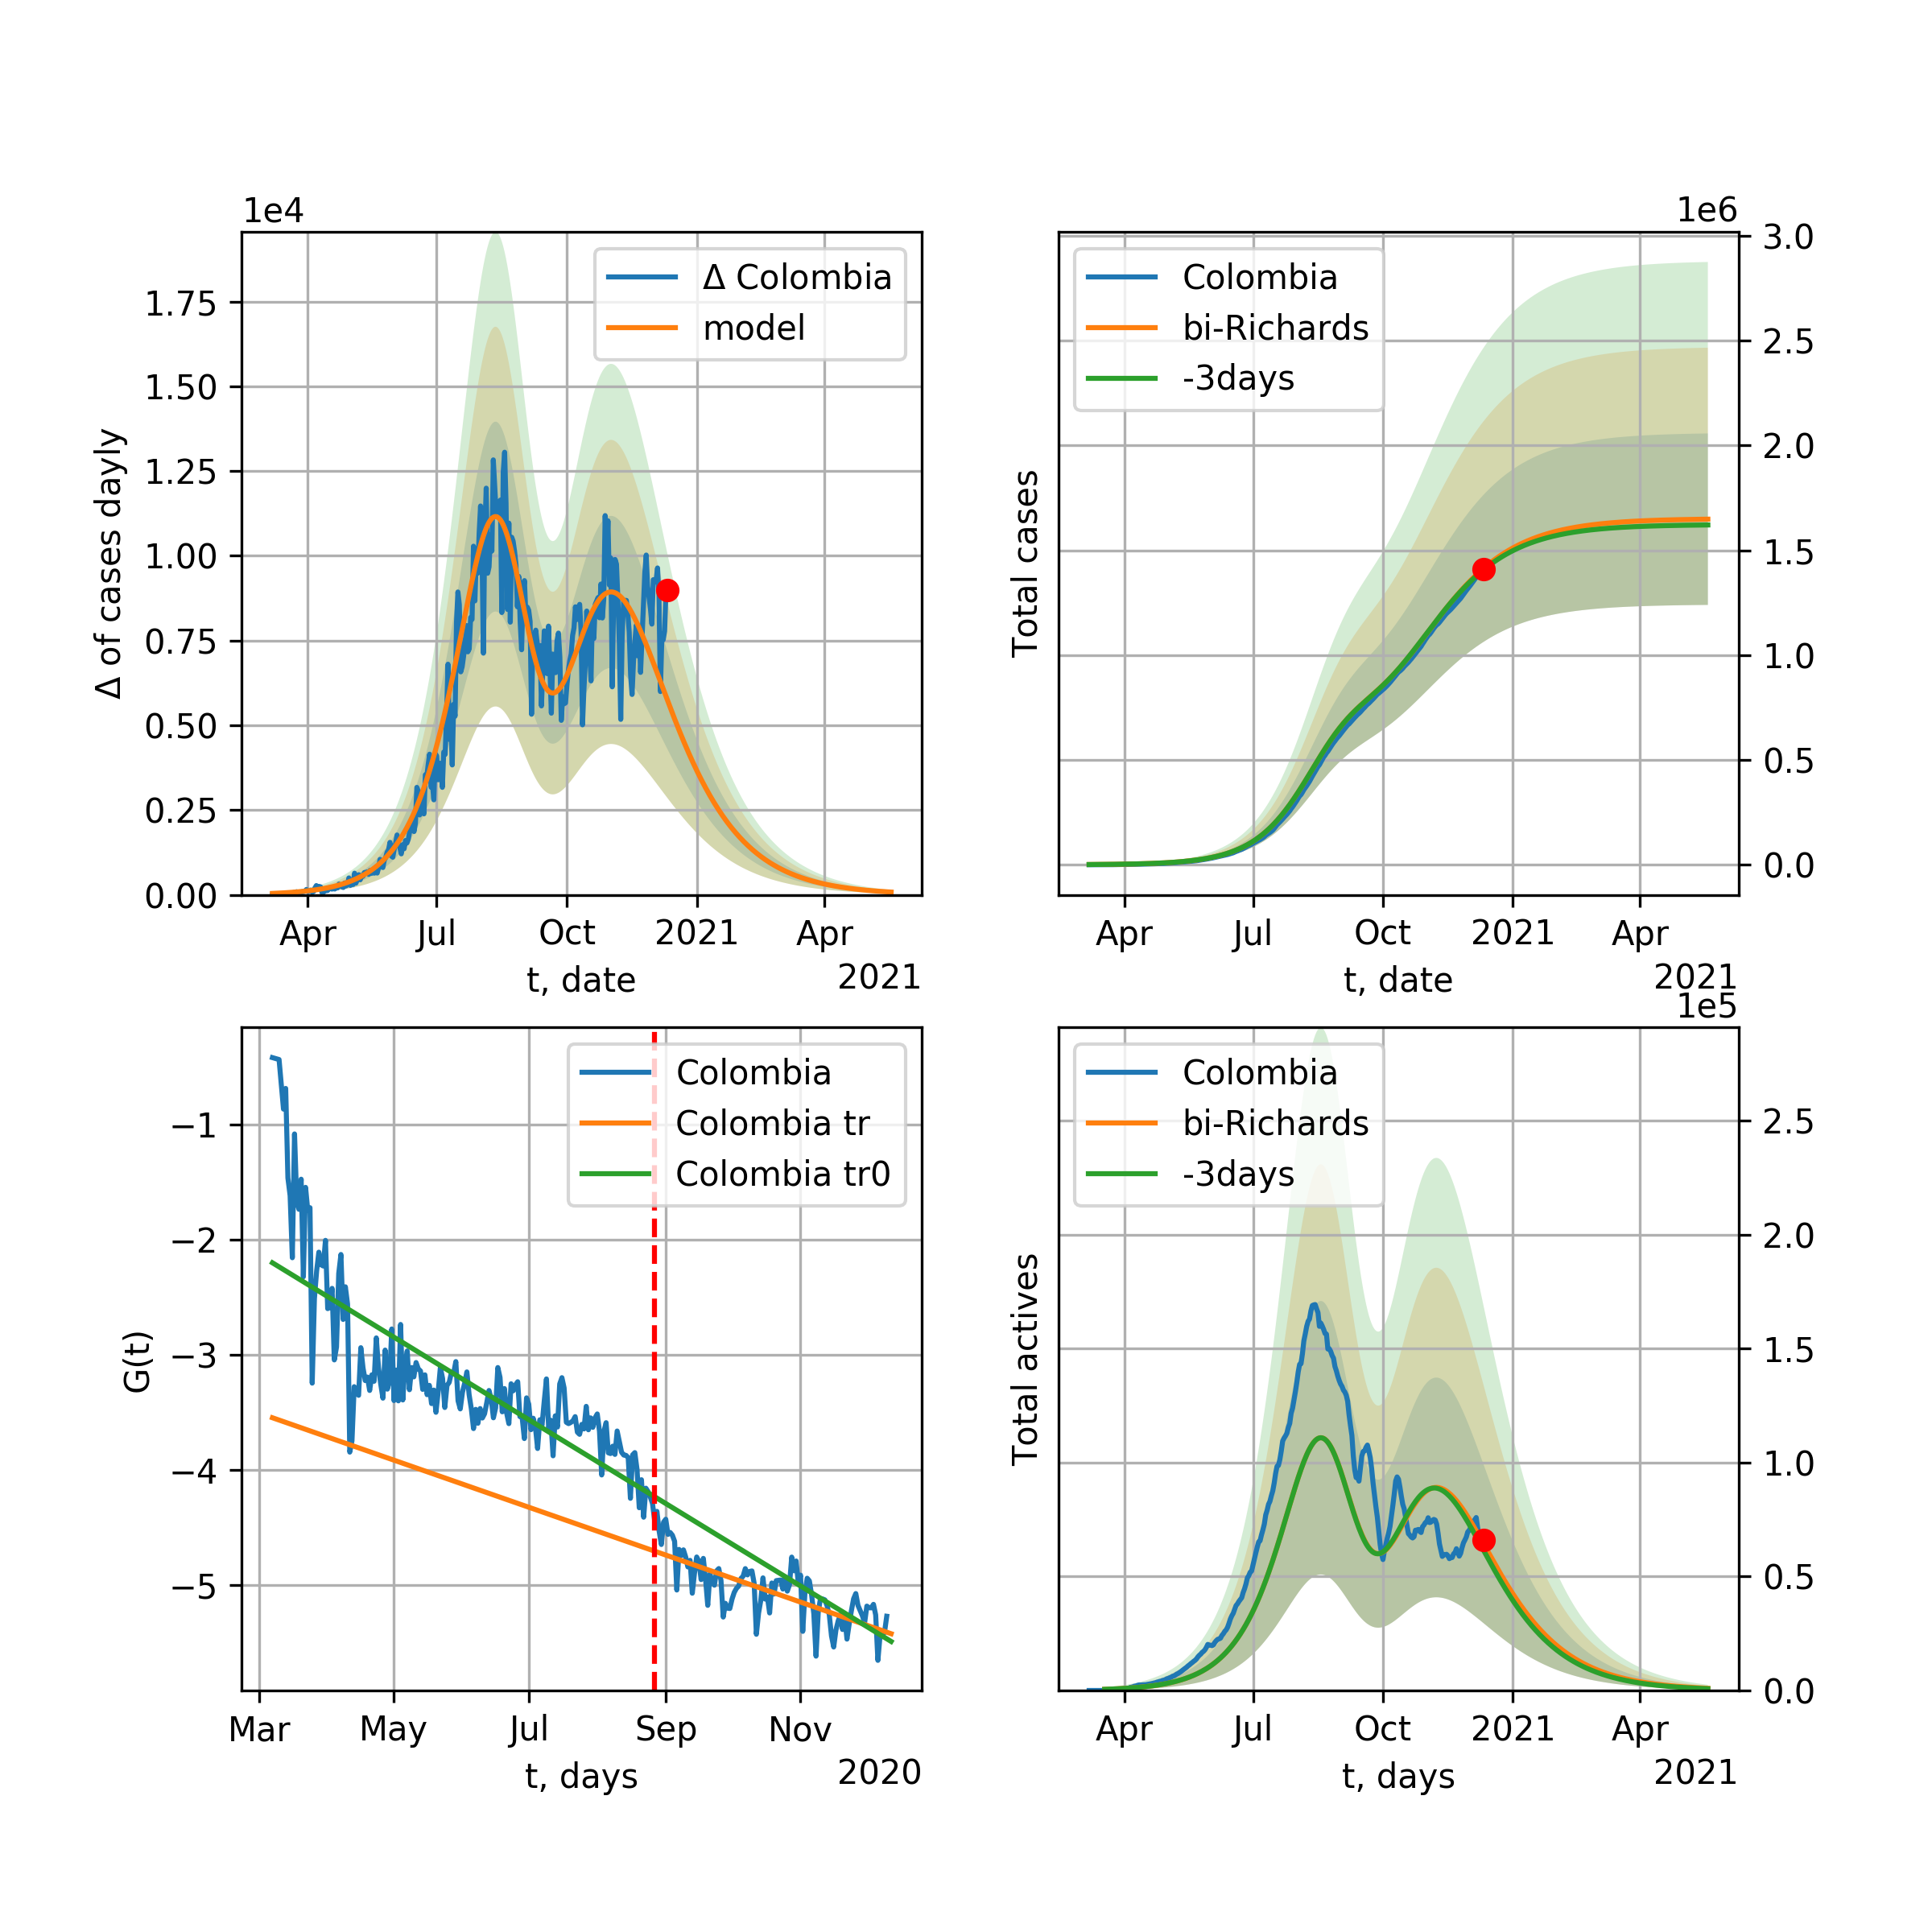 1e4
Δ Colombia
model
1.75
1.50
1.25
1.00
0.75
0.50
0.25
0.00
Δ of cases dayly
Apr Jul Oct 2021 Apr
t, date
2021
1e6
Colombia
bi-Richards
-3days
3.0
2.5
2.0
1.5
1.0
0.5
0.0
Total cases
Apr Jul Oct 2021 Apr
t, date
2021
Colombia
Colombia tr
Colombia tr0
−1
−2
−3
−4
−5
G(t)
Mar May Jul Sep Nov
t, days
2020
1e5
Colombia
bi-Richards
-3days
2.5
2.0
1.5
1.0
0.5
0.0
Total actives
Apr Jul Oct 2021 Apr
t, days
2021